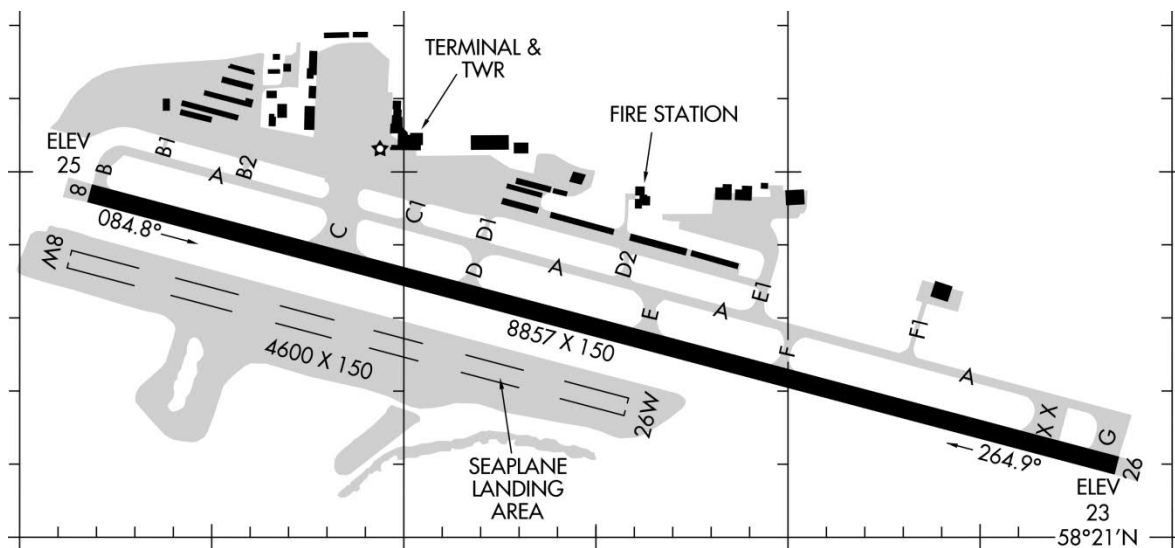 TERMINAL &
TWR
FIRE STATION
ELEV
25
8
B
B1
A
B2
084.8°
C
C1
D1
D
A
D2
E
A
E1
F
F1
A
X X
G
W8
4600 X 150
8857 X 150
26W
SEAPLANE
LANDING
AREA
264.9°
26
ELEV
23
58°21'N